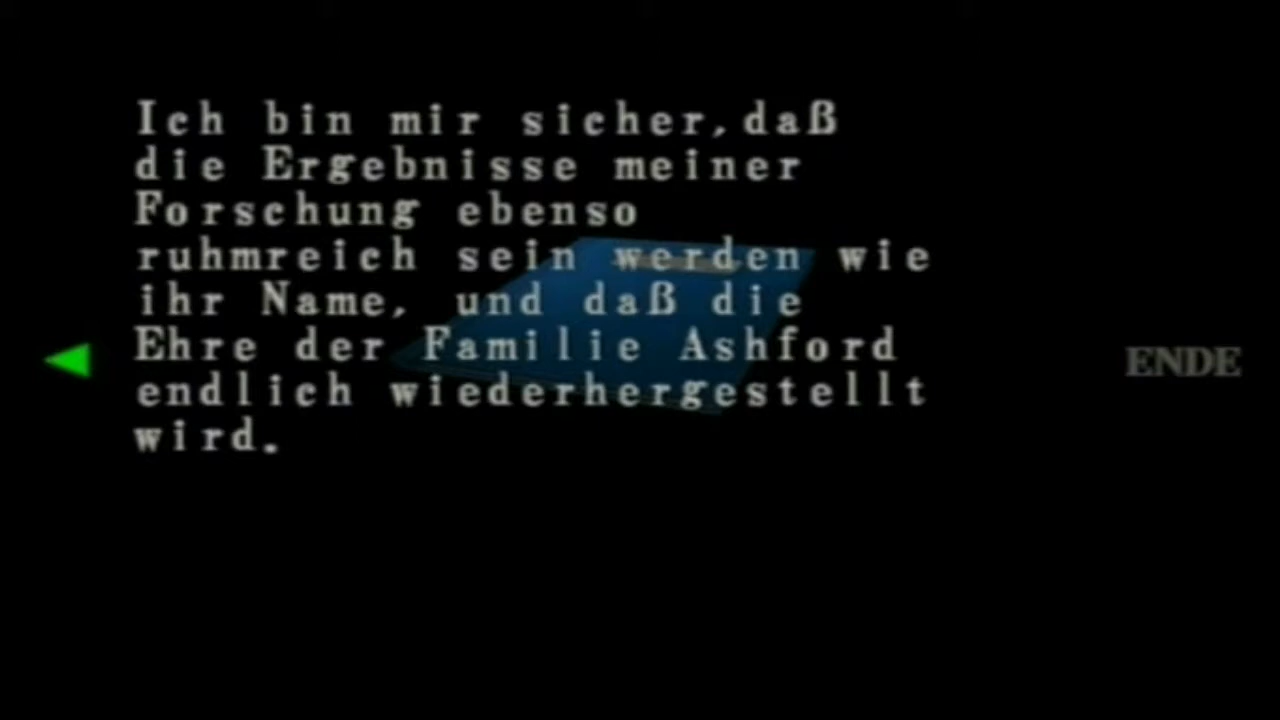 Ich bin mir sicher,daß
die Ergebnisse meiner
Forschung ebenso
ruhmreich sein werden wie
ihr Name, und daß die
Ehre der Familie Ashford
endlich wiederhergestellt
wird.
ENDE